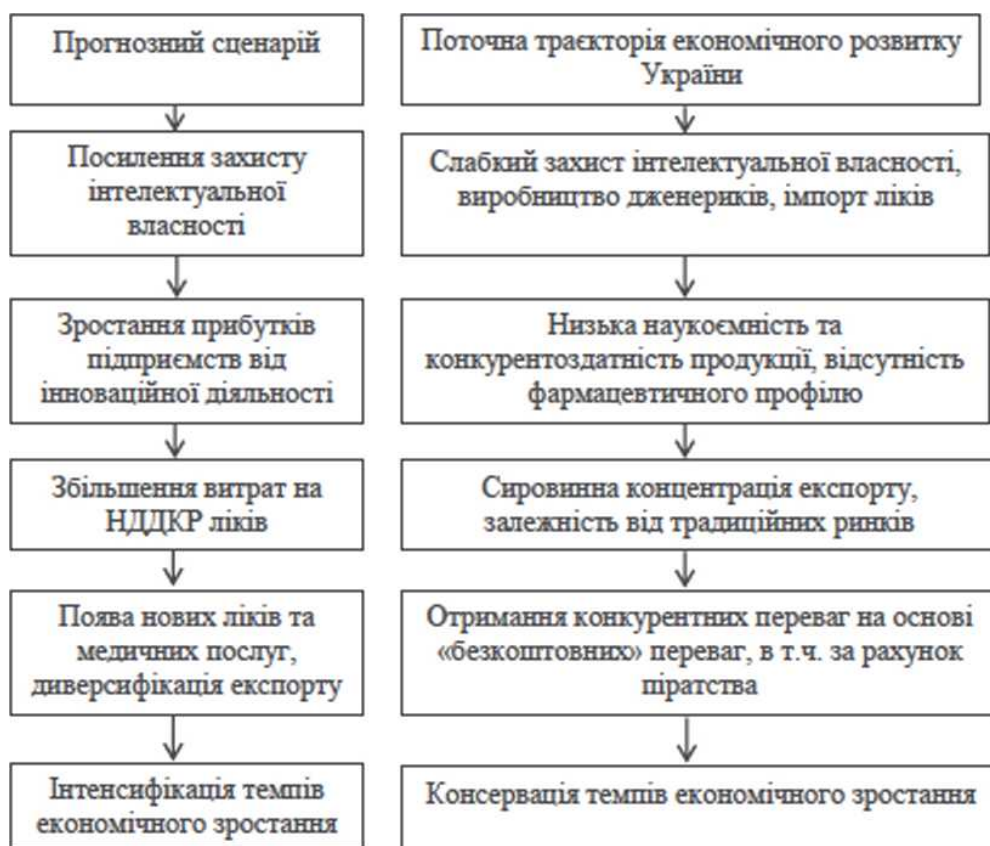 Прогнозний сценарій
Поточна траєкторія економічного розвитку
України
Посилення захисту
інтелектуальної
власності
Слабкий захист інтелектуальної власності,
виробництво дженериків, імпорт ліків
Зростання прибутків
підприємств від
інноваційної діяльності
Низька наукоємність та
конкурентоздатність продукції, відсутність
фармацевтичного профілю
Збільшення витрат на
НДДКР ліків
Сировинна концентрація експорту,
залежність від традиційних ринків
Поява нових ліків та
медичних послуг,
диверсифікація експорту
Отримання конкурентних переваг на основі
«безкоштовних» переваг, в т.ч. за рахунок
піратства
Інтенсифікація темпів
економічного зростання
Консервація темпів економічного зростання